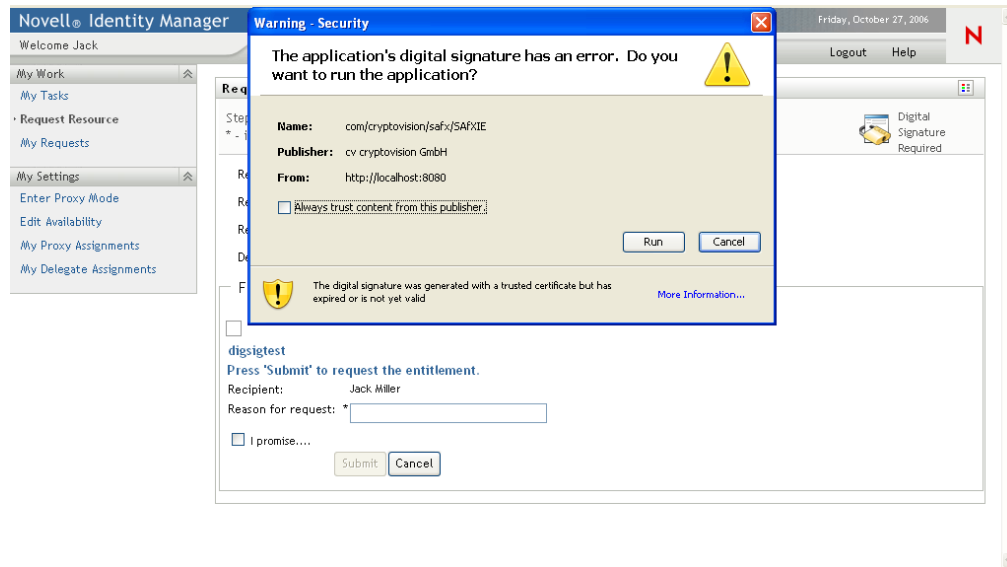 Novell® Identity Manager
Friday, October 27, 2006
N
Welcome Jack
Logout Help
My Work
My Tasks
Request Resource
My Requests
My Settings
Enter Proxy Mode
Edit Availability
My Proxy Assignments
My Delegate Assignments
Warning - Security
The application's digital signature has an error. Do you
want to run the application?
Name: com/cryptovision/safx/SAfXIE
Publisher: cv cryptovision GmbH
From: http://localhost:8080
Always trust content from this publisher.
Run Cancel
The digital signature was generated with a trusted certificate but has
expired or is not yet valid
More Information...
Digital
Signature
Required
digsigtest
Press 'Submit' to request the entitlement.
Recipient: Jack Miller
Reason for request: *
I promise....
Submit Cancel